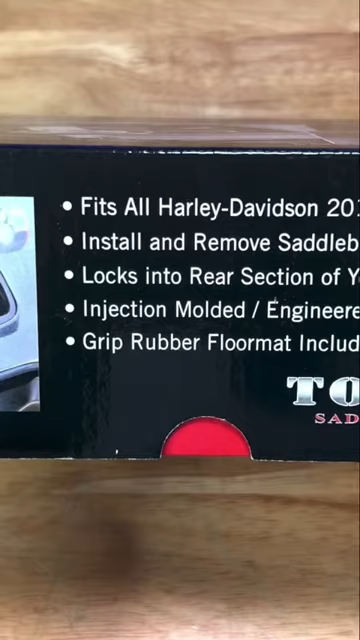 • Fits All Harley-Davidson 20
• Install and Remove Saddleb
• Locks into Rear Section of Y
• Injection Molded / Engineere
• Grip Rubber Floormat Includ
TO
SAD